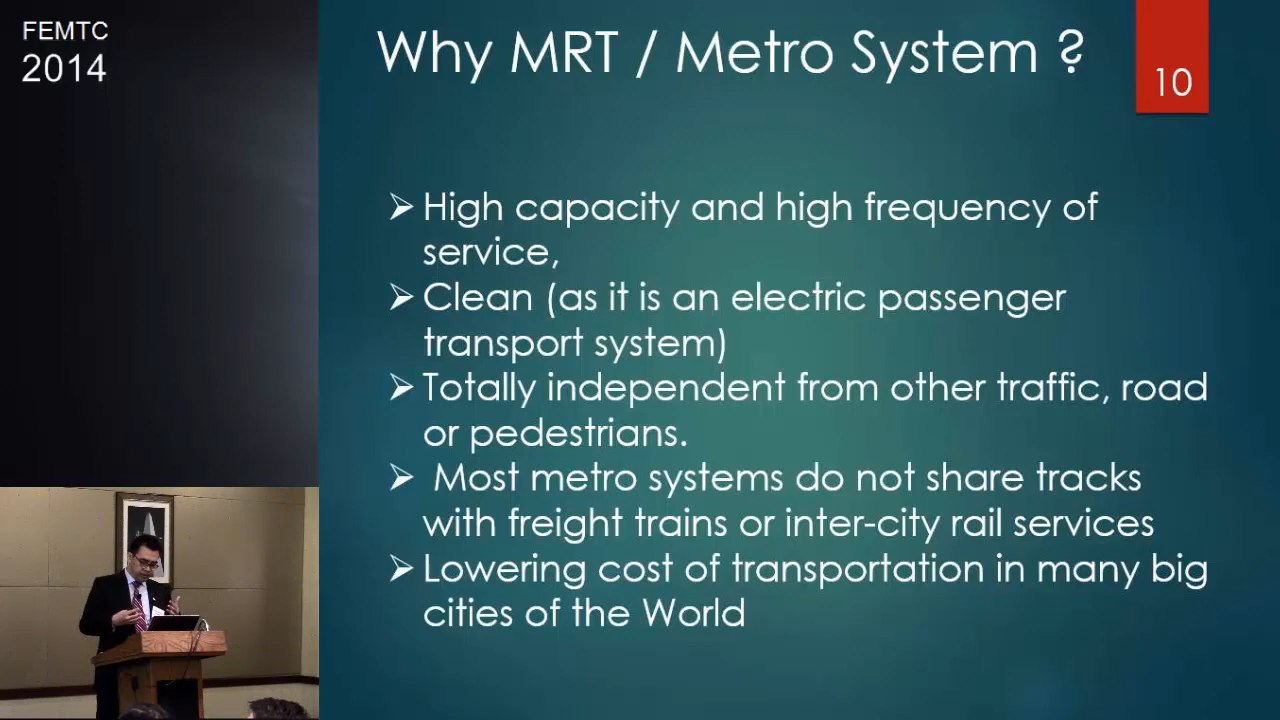 FEMTC
2014
Why MRT / Metro System ?
10
➢ High capacity and high frequency of
service,
➢ Clean (as it is an electric passenger
transport system)
➢ Totally independent from other traffic, road
or pedestrians.
➢ Most metro systems do not share tracks
with freight trains or inter-city rail services
➢ Lowering cost of transportation in many big
cities of the World